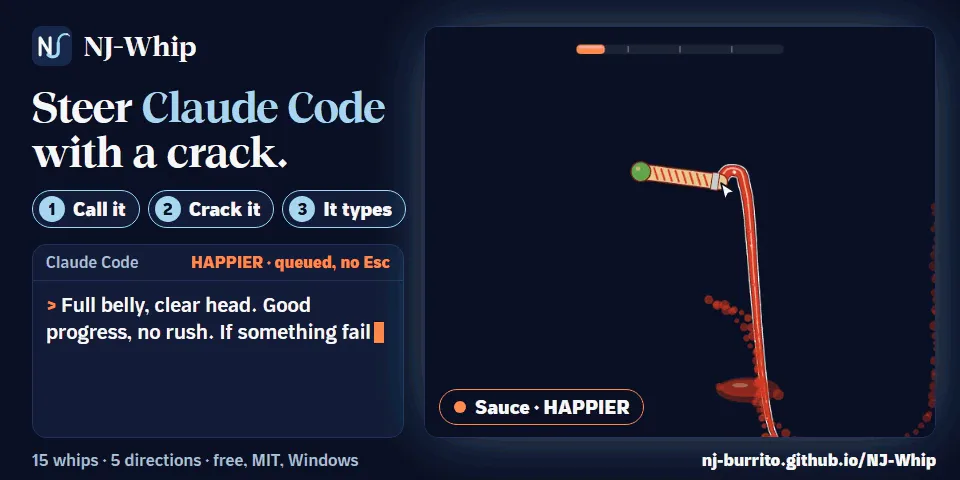 NJ
NJ-Whip
Steer Claude Code
with a crack.
1 Call it
2 Crack it
3 It types
Claude Code
HAPPIER · queued, no Esc
> Full belly, clear head. Good
progress, no rush. If something fail
Sauce · HAPPIER
15 whips · 5 directions · free, MIT, Windows
nj-burrito.github.io/NJ-Whip